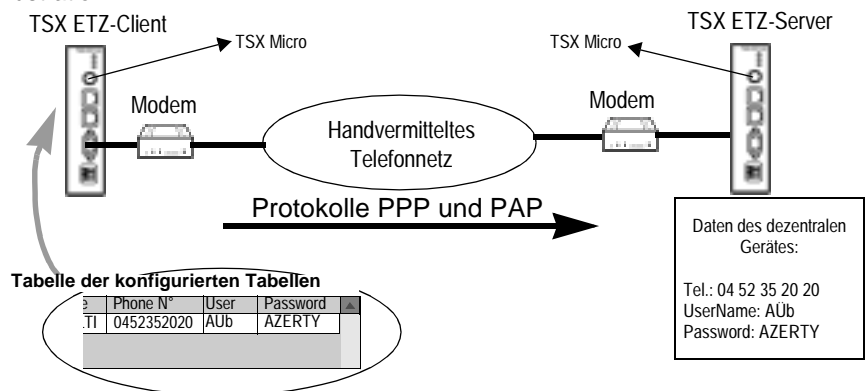 TSX ETZ-Client
TSX ETZ-Server
TSX Micro
TSX Micro
Modem
Modem
Handvermitteltes
Telefonnetz
Protokolle PPP und PAP
Daten des dezentralen
Gerätes:
Tel.: 04 52 35 20 20
UserName: AÜb
Password: AZERTY
Tabelle der konfigurierten Tabellen
Phone N° User Password
0452352020 AÜb AZERTY